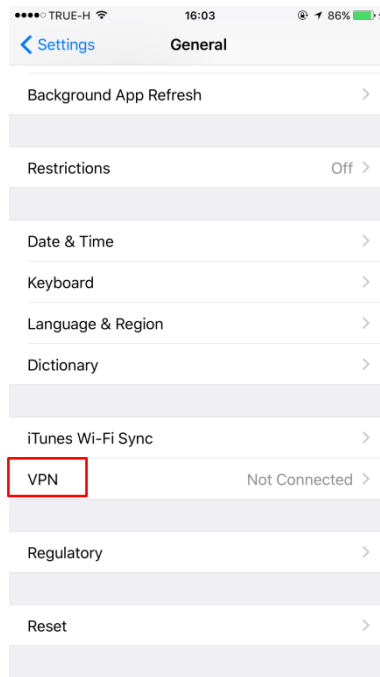 TRUE-H 16:03 86%
Settings General
Background App Refresh
Restrictions Off
Date & Time
Keyboard
Language & Region
Dictionary
iTunes Wi-Fi Sync
VPN Not Connected
Regulatory
Reset